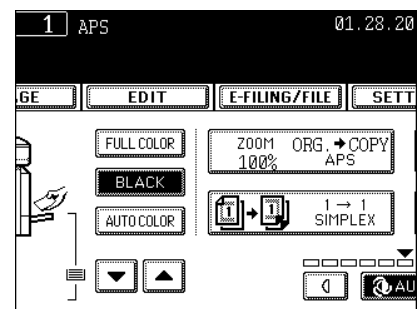 1 APS 01.28.20
.GE EDIT E-FILING/FILE SETT
FULL COLOR
BLACK
AUTO COLOR
ZOOM ORG.➔COPY
100% APS
1 ➔ 1
1 → 1
SIMPLEX
AU